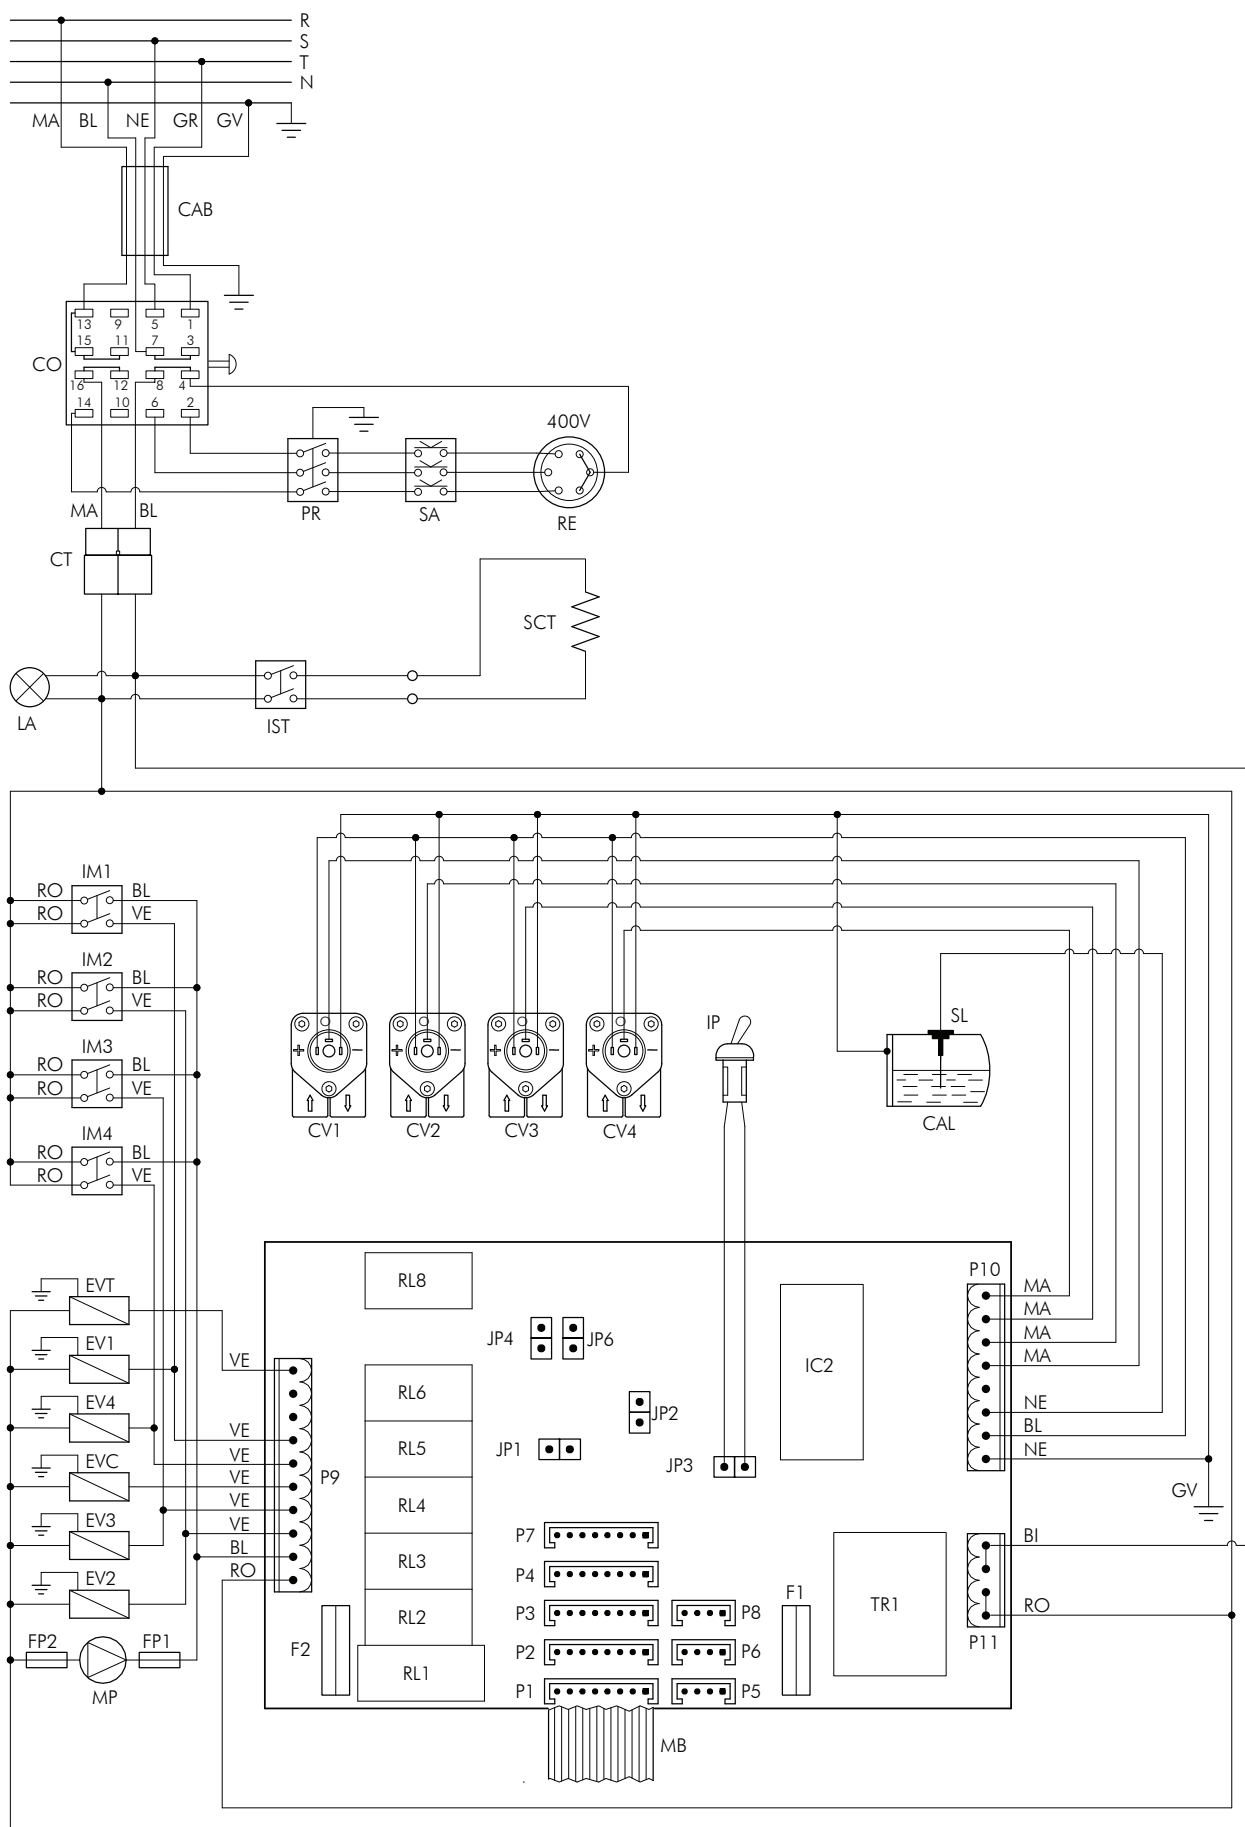 R
S
T
N
MA BL NE GR GV
CAB
13 9 5 1
15 11 7 3
CO
16 12 8 4
14 10 6 2
400V
PR SA RE
MA BL
CT
SCT
LA IST
IM1
RO BL
RO VE
IM2
RO BL
RO VE
IM3
RO BL
RO VE
IM4
RO BL
RO VE
+ − + − + − + −
CV1 CV2 CV3 CV4
IP
SL
CAL
EVT
EV1
EV4
EVC
EV3
EV2
FP2 FP1
MP
VE
VE
VE
VE
VE
VE
BL
RO
P9
RL8
RL6
RL5
RL4
RL3
RL2
RL1
F2
JP4 JP6
JP2
JP1
JP3
IC2
P7
P4
P3 P8
P2 P6
P1 P5
F1
TR1
MB
P10
MA
MA
MA
MA
NE
BL
NE
GV
BI
RO
P11